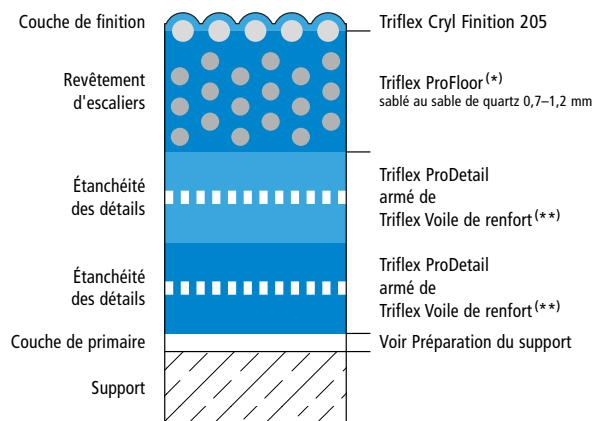 Couche de finition
Triflex Cryl Finition 205
Revêtement
d'escaliers
Triflex ProFloor(*)
sablé au sable de quartz 0,7–1,2 mm
Étanchéité
des détails
Triflex ProDetail
armé de
Triflex Voile de renfort(**)
Étanchéité
des détails
Triflex ProDetail
armé de
Triflex Voile de renfort(**)
Couche de primaire
Voir Préparation du support
Support